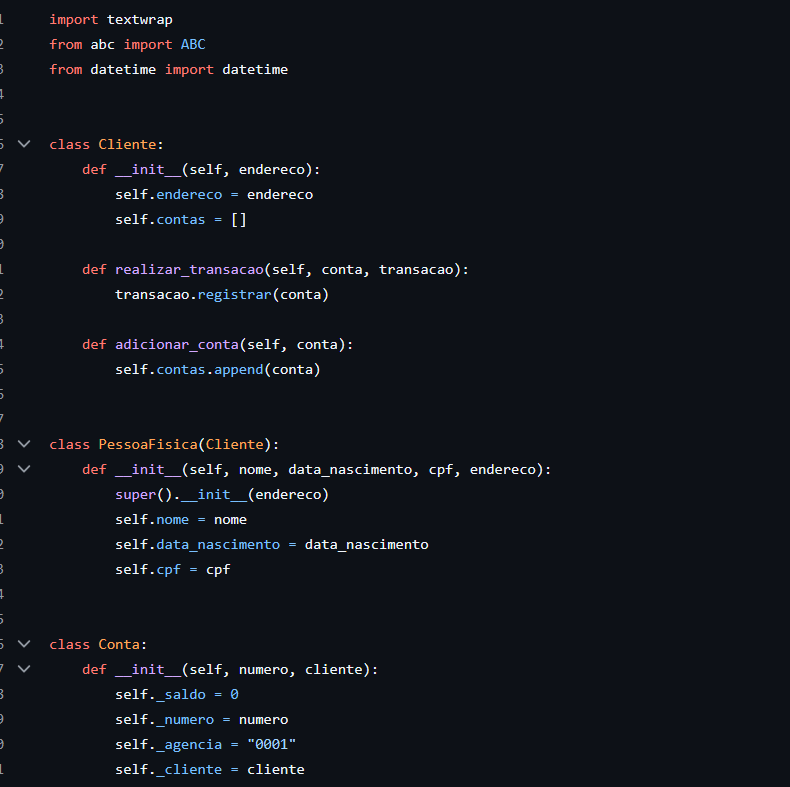 1 import textwrap
2 from abc import ABC
3 from datetime import datetime
4
5
6 class Cliente:
7     def __init__(self, endereco):
8         self.endereco = endereco
9         self.contas = []
0
1     def realizar_transacao(self, conta, transacao):
2         transacao.registrar(conta)
3
4     def adicionar_conta(self, conta):
5         self.contas.append(conta)
6
7
8 class PessoaFisica(Cliente):
9     def __init__(self, nome, data_nascimento, cpf, endereco):
0         super().__init__(endereco)
1         self.nome = nome
2         self.data_nascimento = data_nascimento
3         self.cpf = cpf
4
5
6 class Conta:
7     def __init__(self, numero, cliente):
8         self._saldo = 0
9         self._numero = numero
0         self._agencia = "0001"
1         self._cliente = cliente